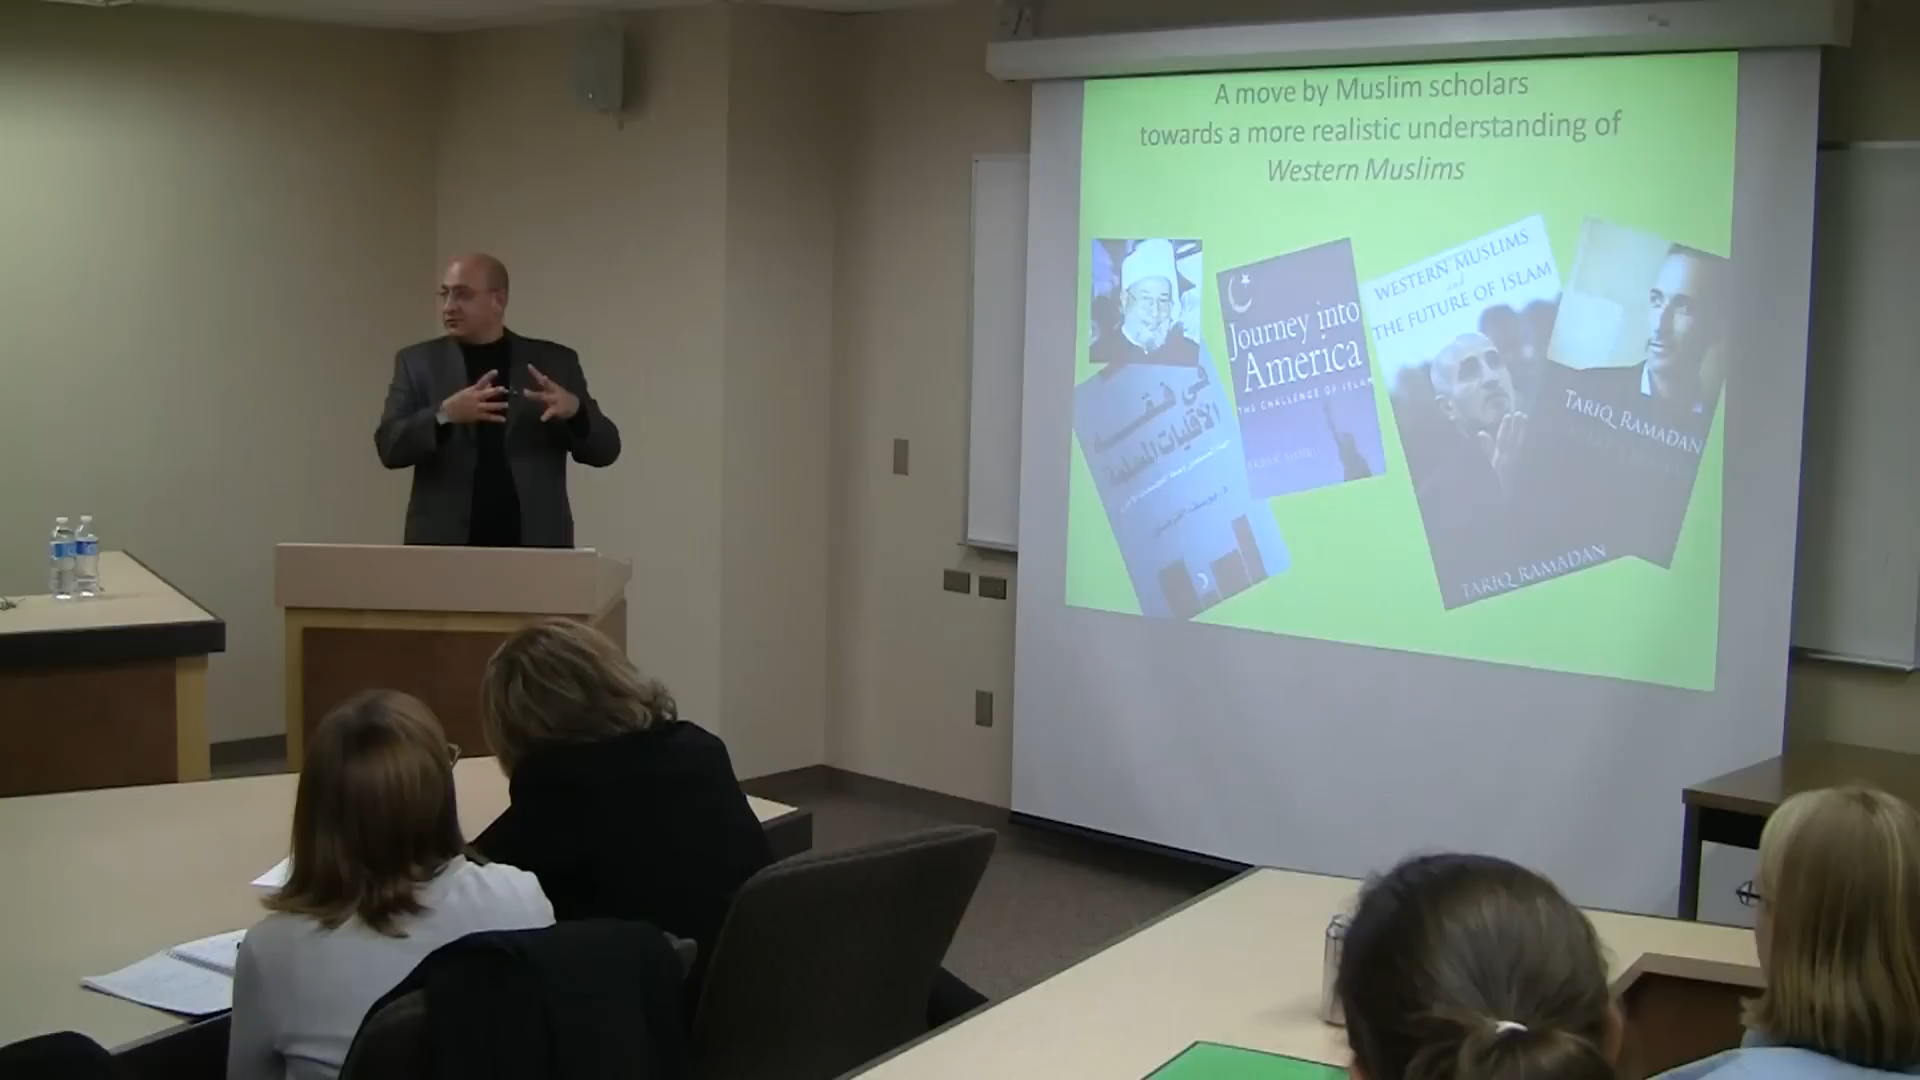 A move by Muslim scholars
towards a more realistic understanding of
Western Muslims
في فقه
الأقليات المسلمة
Journey into
America
THE CHALLENGE OF ISLAM
WESTERN MUSLIMS
and
THE FUTURE OF ISLAM
TARIQ RAMADAN
TARIQ RAMADAN